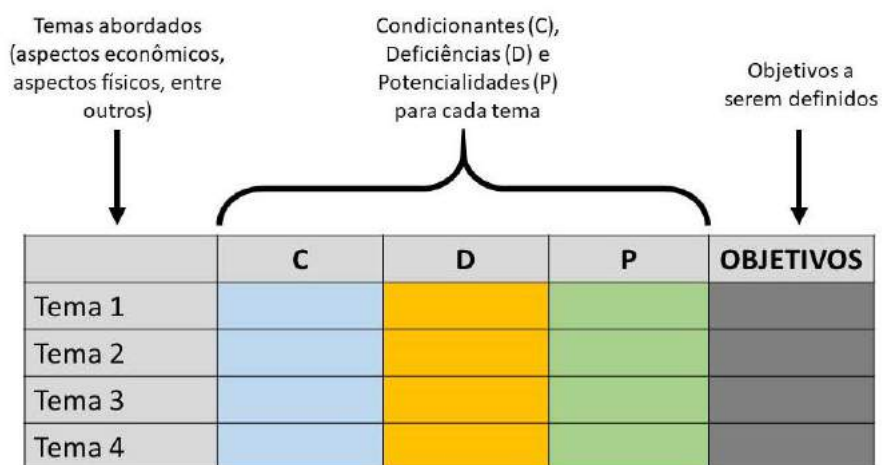 Temas abordados
(aspectos econômicos,
aspectos físicos, entre
outros)
Condicionantes (C),
Deficiências (D) e
Potencialidades (P)
para cada tema
Objetivos a
serem definidos
C D P OBJETIVOS
Tema 1
Tema 2
Tema 3
Tema 4